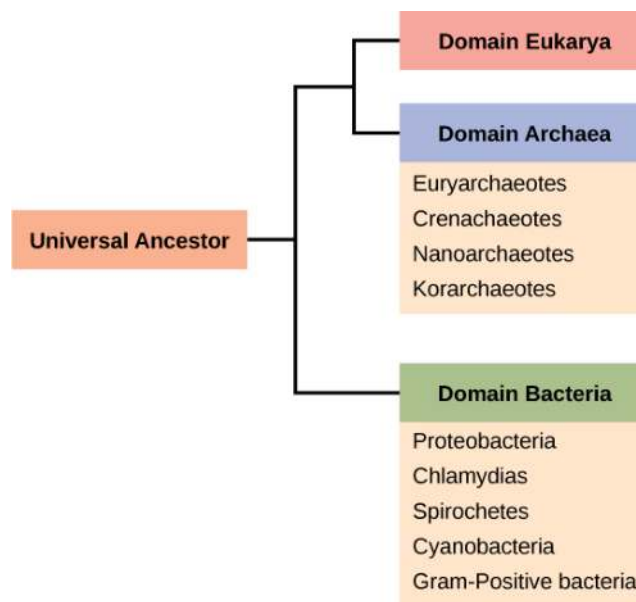 Domain Eukarya
Domain Archaea
Euryarchaeotes
Crenachaeotes
Nanoarchaeotes
Korarchaeotes
Universal Ancestor
Domain Bacteria
Proteobacteria
Chlamydias
Spirochetes
Cyanobacteria
Gram-Positive bacteria